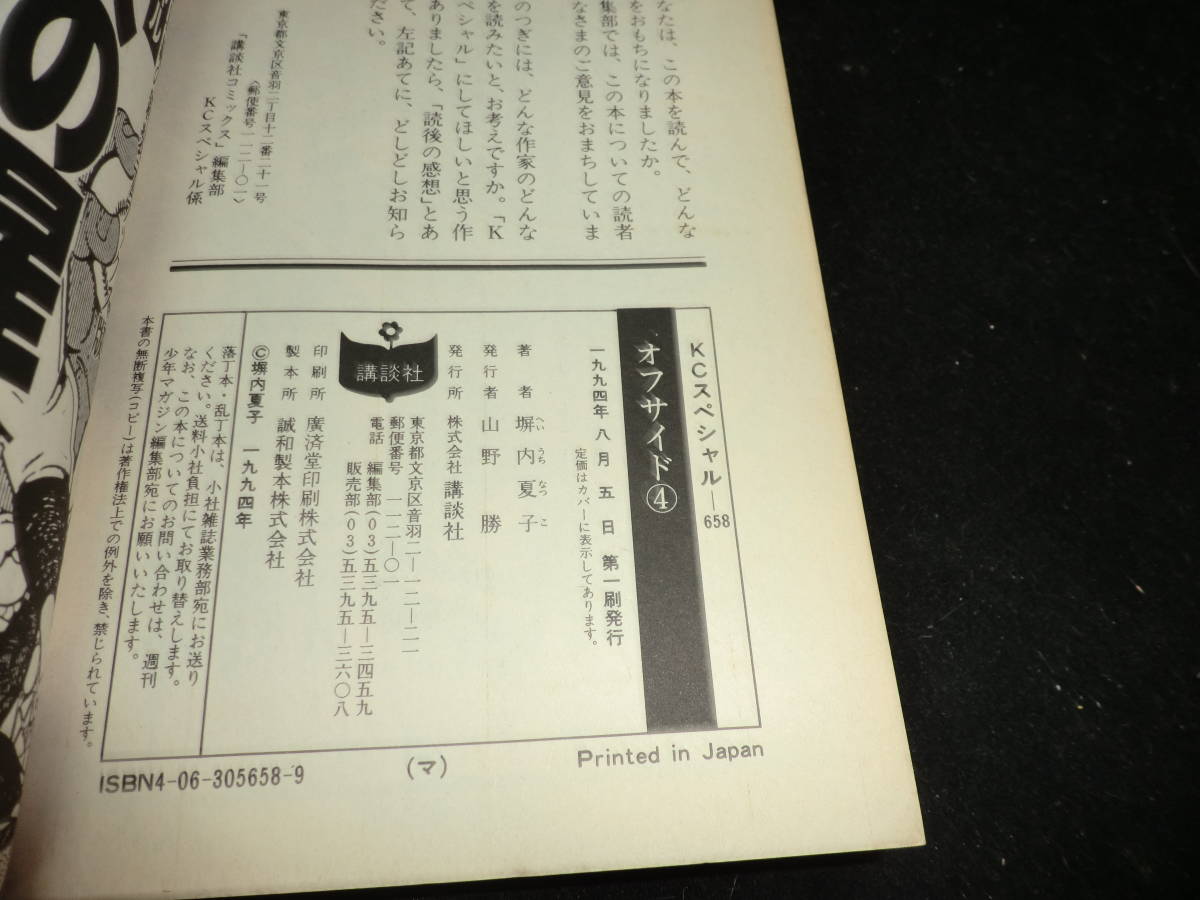 なたは、この本を読んで、どんな
をおもちになりましたか。
集部では、この本についての読者
なさまのご意見をおまちしていま
のつぎには、どんな作家のどんな
を読みたいと、お考えですか。「K
ペシャル」にしてほしいと思う作
ありましたら、「読後の感想」とあ
て、左記あてに、どしどしお知ら
ださい。
東京都文京区音羽二丁目十二番二十一号
〈郵便番号一一二―〇一〉
「講談社コミックス」編集部
KCスペシャル係
KCスペシャル―658
オフサイド④
一九九四年八月五日 第一刷発行
定価はカバーに表示してあります。
著者 塀内夏子
へい うち なつ こ
発行者 山野勝
発行所 株式会社 講談社
東京都文京区音羽二―一二―二一
郵便番号 一一二―〇一
電話 編集部(03)五三九五―三四五九
販売部(03)五三九五―三六〇八
講談社
印刷所 廣済堂印刷株式会社
製本所 誠和製本株式会社
©塀内夏子 一九九四年
落丁本・乱丁本は、小社雑誌業務部宛にお送り
ください。送料小社負担にてお取り替えします。
なお、この本についてのお問い合わせは、週刊
少年マガジン編集部宛にお願いいたします。
本書の無断複写(コピー)は著作権法上での例外を除き、禁じられています。
ISBN4-06-305658-9
(マ)
Printed in Japan
の